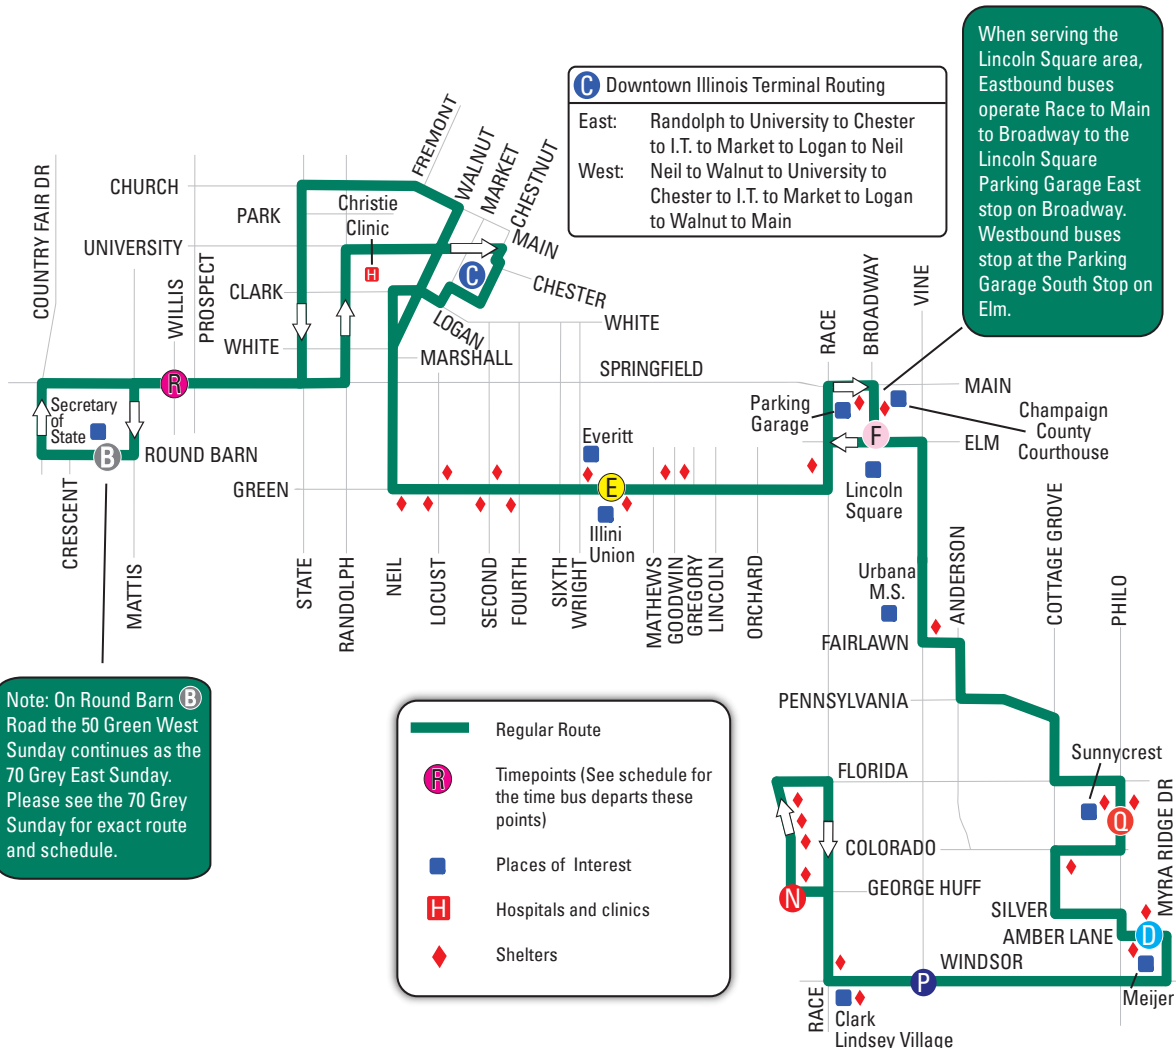 When serving the
Lincoln Square area,
Eastbound buses
operate Race to Main
to Broadway to the
Lincoln Square
Parking Garage East
stop on Broadway.
Westbound buses
stop at the Parking
Garage South Stop on
Elm.
C Downtown Illinois Terminal Routing
East: Randolph to University to Chester
to I.T. to Market to Logan to Neil
West: Neil to Walnut to University to
Chester to I.T. to Market to Logan
to Walnut to Main
COUNTRY FAIR DR
WILLIS
PROSPECT
CHURCH
PARK
UNIVERSITY
CLARK
WHITE
Christie
Clinic
H
FREMONT
WALNUT
MARKET
CHESTNUT
MAIN
CHESTER
C
LOGAN
WHITE
MARSHALL
SPRINGFIELD
RACE
BROADWAY
VINE
MAIN
ELM
Parking
Garage
Champaign
County
Courthouse
F
Lincoln
Square
R
Secretary
of
State
B
ROUND BARN
CRESCENT
MATTIS
GREEN
Everitt
E
Illini
Union
STATE
RANDOLPH
NEIL
LOCUST
SECOND
FOURTH
SIXTH
WRIGHT
MATHEWS
GOODWIN
GREGORY
LINCOLN
ORCHARD
Urbana
M.S.
ANDERSON
COTTAGE GROVE
PHILO
FAIRLAWN
PENNSYLVANIA
Sunnycrest
FLORIDA
Q
COLORADO
GEORGE HUFF
N
MYRA RIDGE DR
SILVER
AMBER LANE
D
WINDSOR
P
Meijer
RACE
Clark
Lindsey Village
Note: On Round Barn B
Road the 50 Green West
Sunday continues as the
70 Grey East Sunday.
Please see the 70 Grey
Sunday for exact route
and schedule.
Regular Route
R Timepoints (See schedule for
the time bus departs these
points)
Places of Interest
H Hospitals and clinics
Shelters